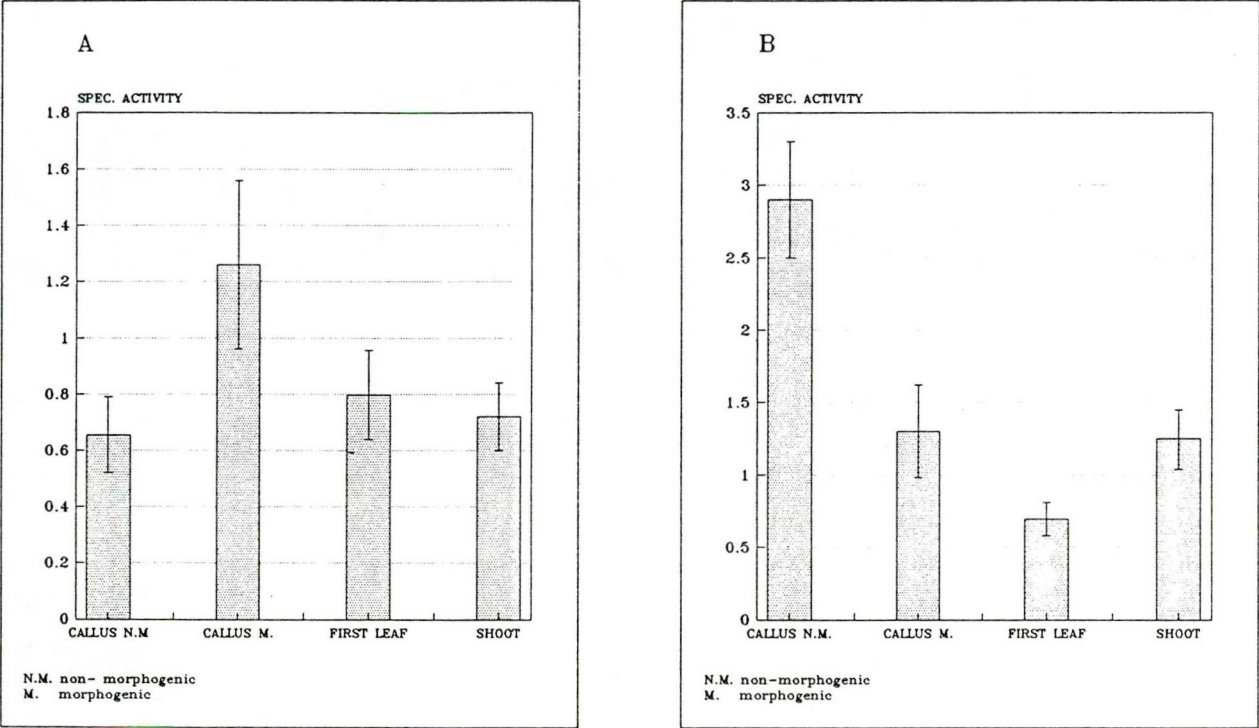 A
SPEC. ACTIVITY
1.8
1.6
1.4
1.2
1
0.8
0.6
0.4
0.2
0
CALLUS N.M CALLUS M. FIRST LEAF SHOOT
N.M. non- morphogenic
M. morphogenic
B
SPEC. ACTIVITY
3.5
3
2.5
2
1.5
1
0.5
0
CALLUS N.M. CALLUS M. FIRST LEAF SHOOT
N.M. non-morphogenic
M. morphogenic